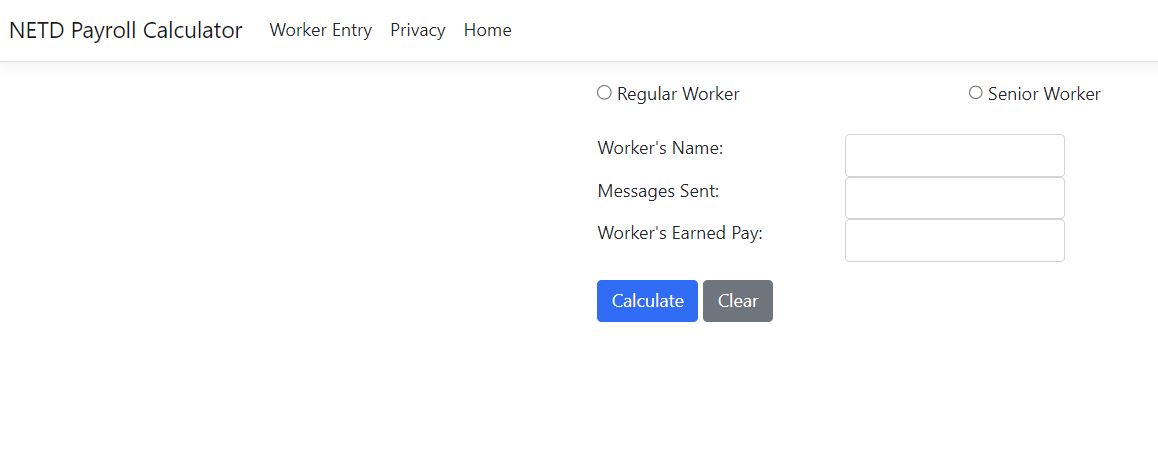 NETD Payroll Calculator Worker Entry Privacy Home
Regular Worker Senior Worker
Worker's Name:
Messages Sent:
Worker's Earned Pay:
Calculate Clear